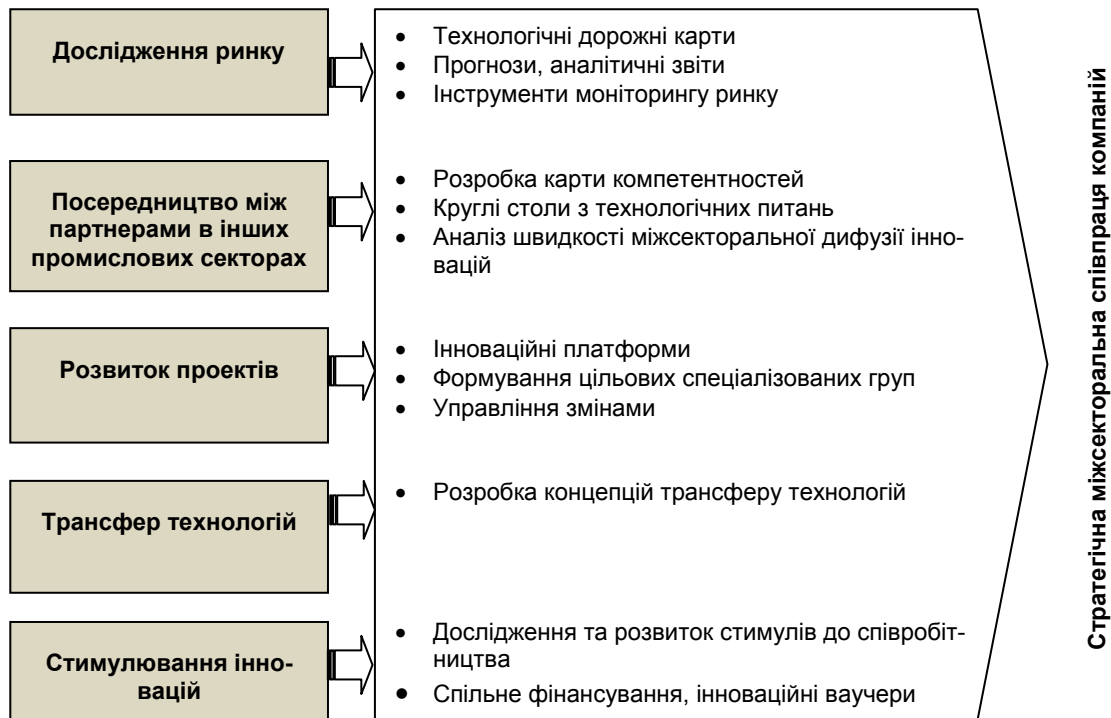 Дослідження ринку
• Технологічні дорожні карти
• Прогнози, аналітичні звіти
• Інструменти моніторингу ринку
Посередництво між
партнерами в інших
промислових секторах
• Розробка карти компетентностей
• Круглі столи з технологічних питань
• Аналіз швидкості міжсекторальної дифузії інно-
вацій
Розвиток проектів
• Інноваційні платформи
• Формування цільових спеціалізованих груп
• Управління змінами
Трансфер технологій
• Розробка концепцій трансферу технологій
Стимулювання інно-
вацій
• Дослідження та розвиток стимулів до співробіт-
ництва
• Спільне фінансування, інноваційні ваучери
Стратегічна міжсекторальна співпраця компаній